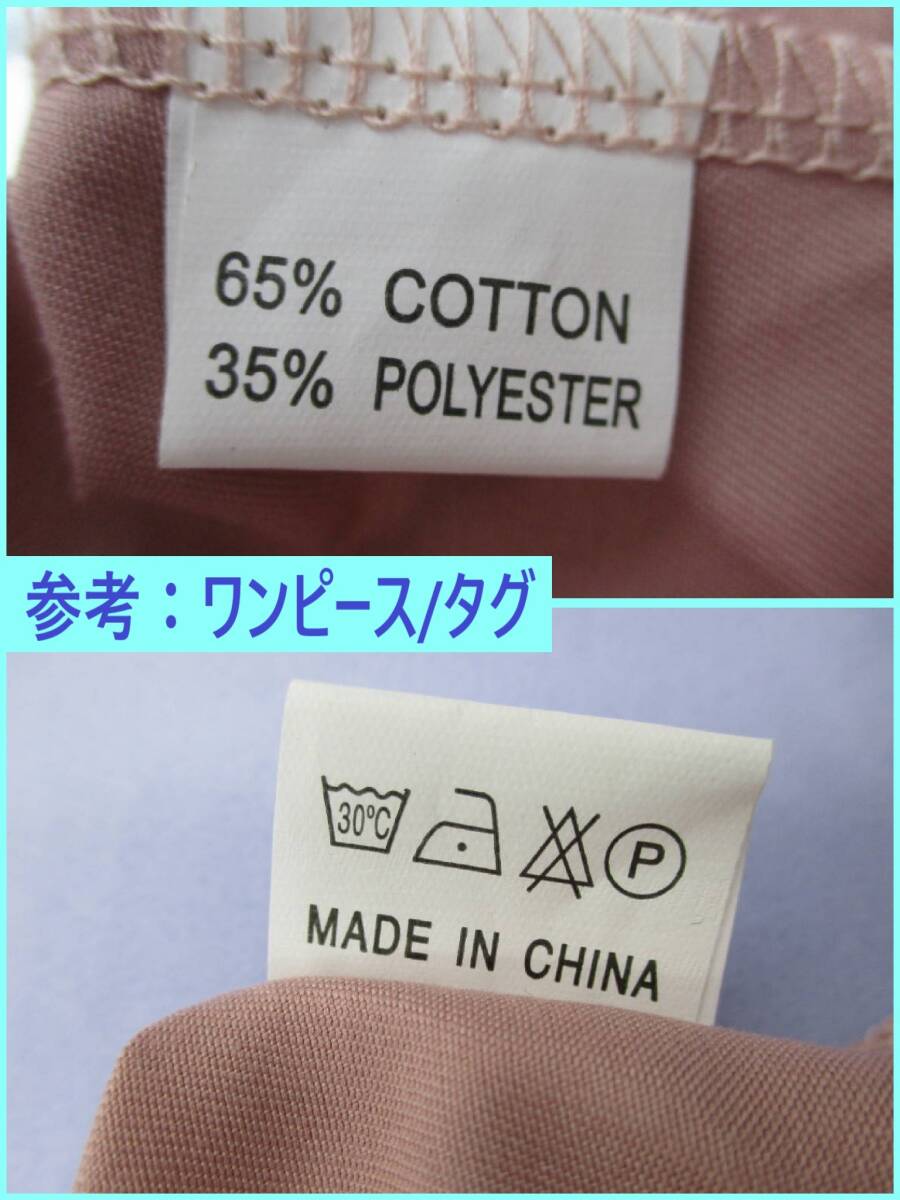 65% COTTON
35% POLYESTER
参考：ワンピース/タグ
30℃
P
MADE IN CHINA